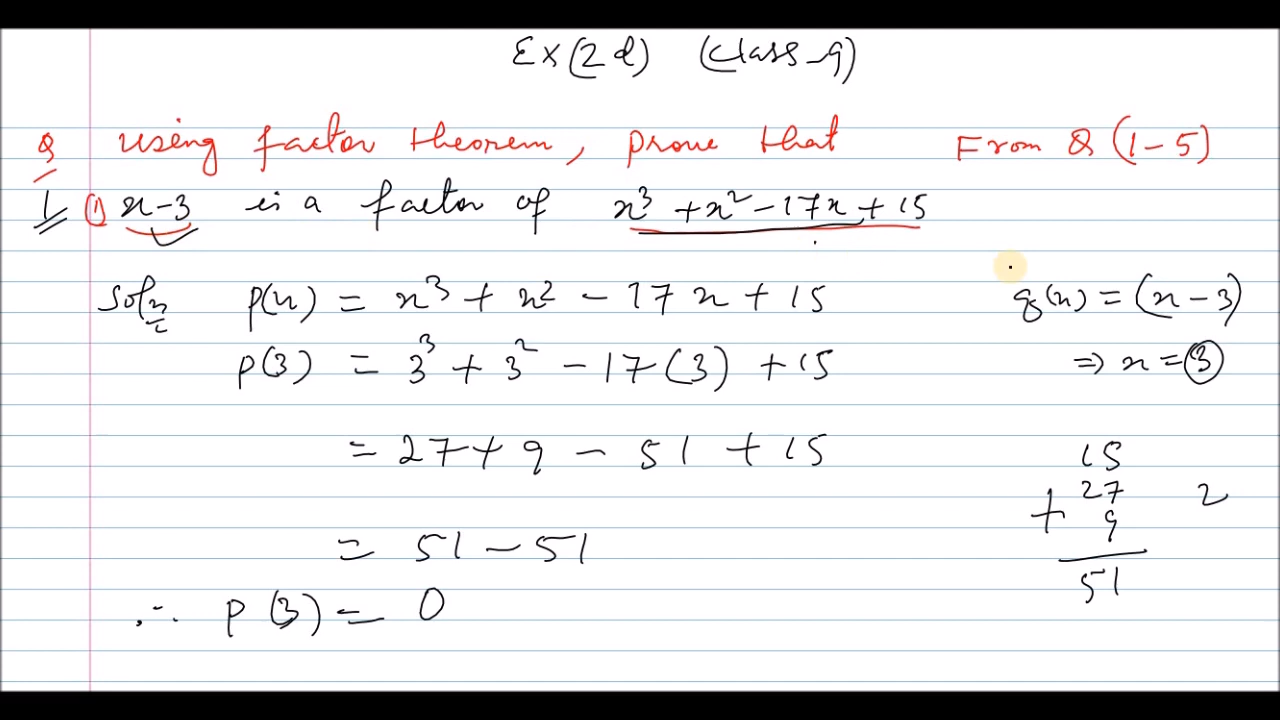 Ex(2d) (class-9)
Q Using factor theorem, prove that From Q (1-5)
1 (1) x-3 is a factor of x³ + x² - 17x + 15
Solⁿ p(x) = x³ + x² - 17x + 15 g(x) = (x-3)
p(3) = 3³ + 3² - 17(3) + 15 ⇒ x = 3
= 27 + 9 - 51 + 15 15
+ 27 2
9
= 51 - 51 51
∴ p(3) = 0